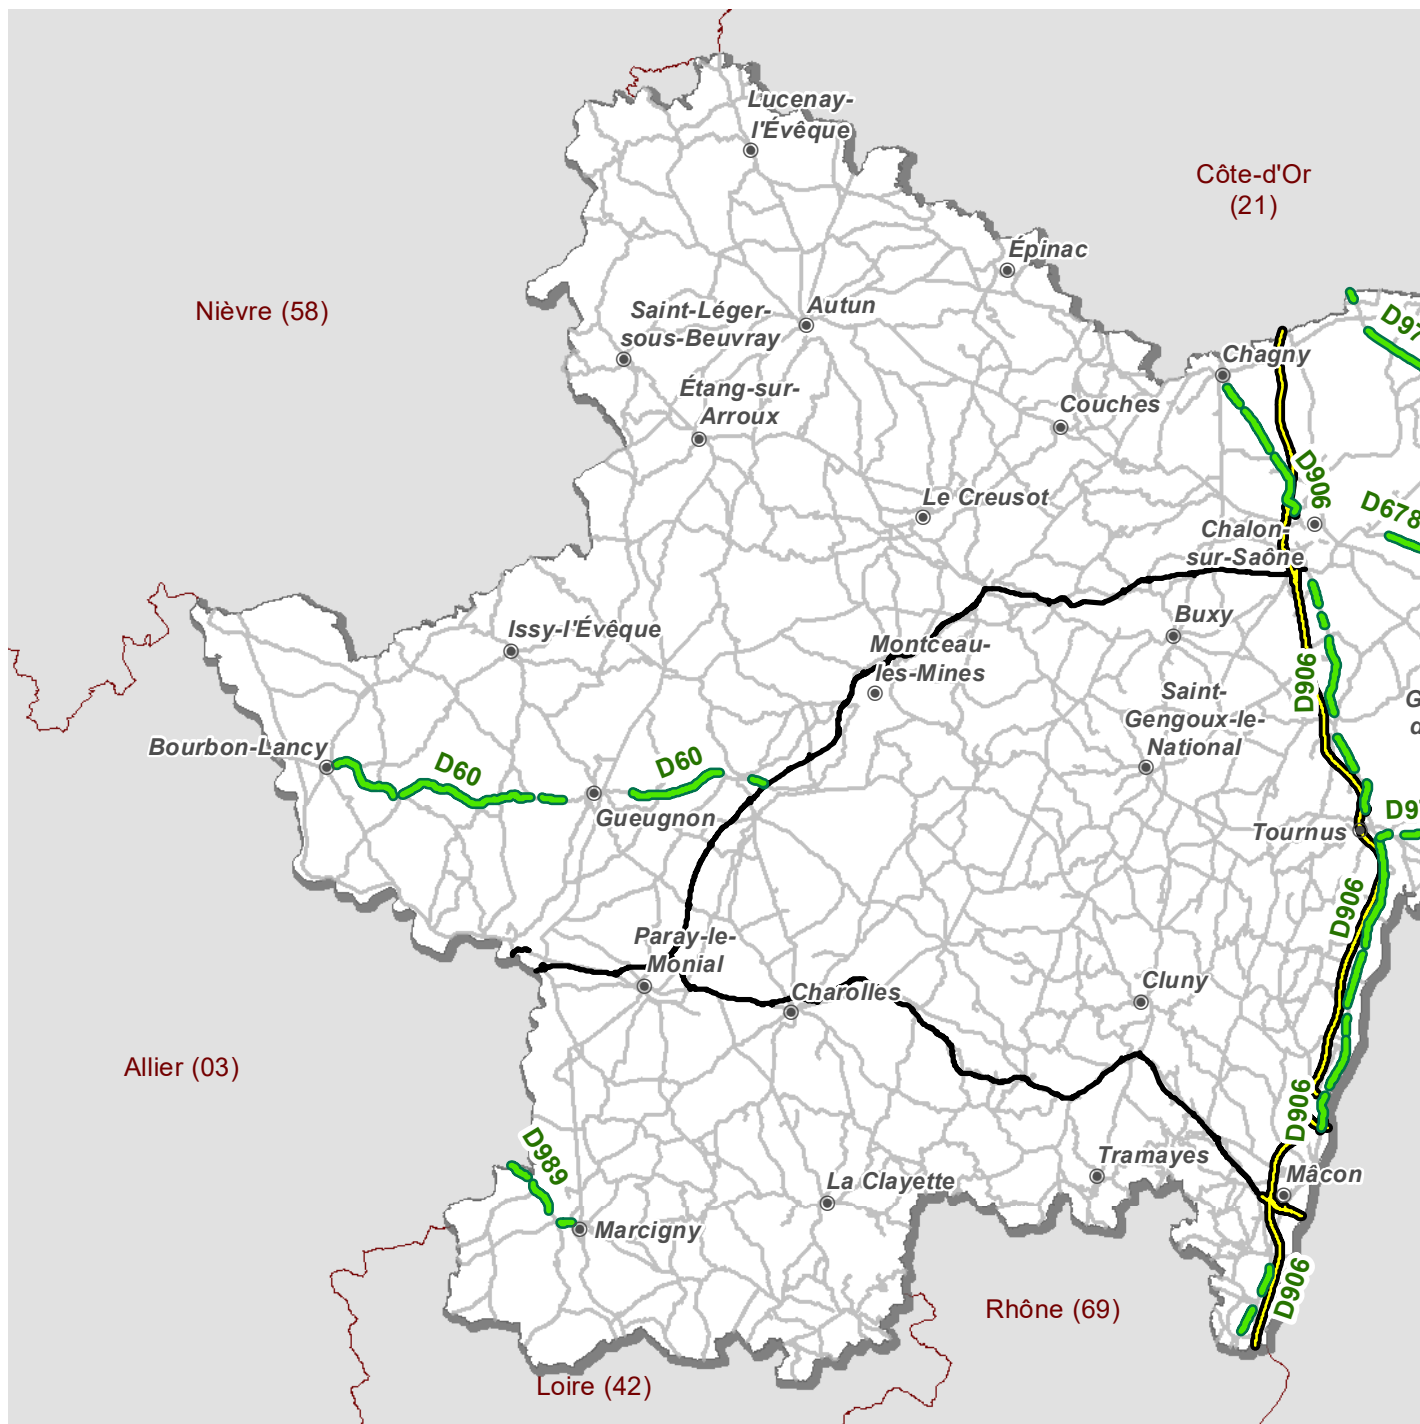 Lucenay-
l'Évêque
Côte-d'Or
(21)
Épinac
Nièvre (58)
Saint-Léger-
sous-Beuvray
Autun
D97
Chagny
Étang-sur-
Arroux
Couches
D906
Le Creusot
D678
Chalon-
sur-Saône
Buxy
Issy-l'Évêque
Montceau-
les-Mines
D906
Saint-
Gengoux-le-
National
G
d
Bourbon-Lancy
D60
D60
Gueugnon
Tournus
D97
D906
Paray-le-
Monial
Charolles
Cluny
Allier (03)
D906
D989
Tramayes
Mâcon
La Clayette
Marcigny
D906
Rhône (69)
Loire (42)